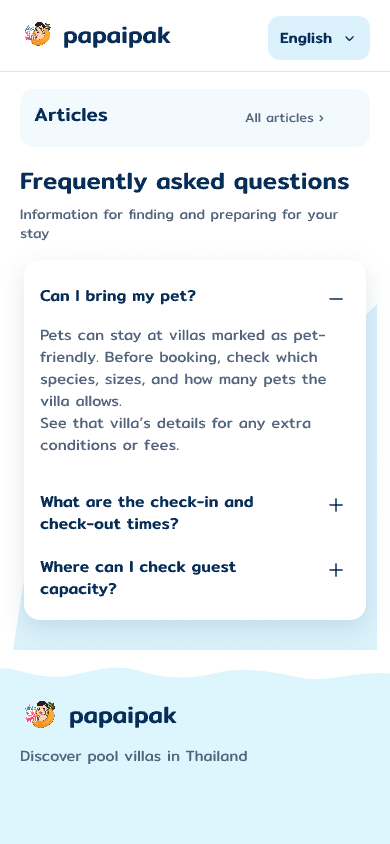 papaipak
English
Articles
All articles ›
Frequently asked questions
Information for finding and preparing for your
stay
Can I bring my pet?
Pets can stay at villas marked as pet-
friendly. Before booking, check which
species, sizes, and how many pets the
villa allows.
See that villa's details for any extra
conditions or fees.
What are the check-in and
check-out times?
Where can I check guest
capacity?
papaipak
Discover pool villas in Thailand